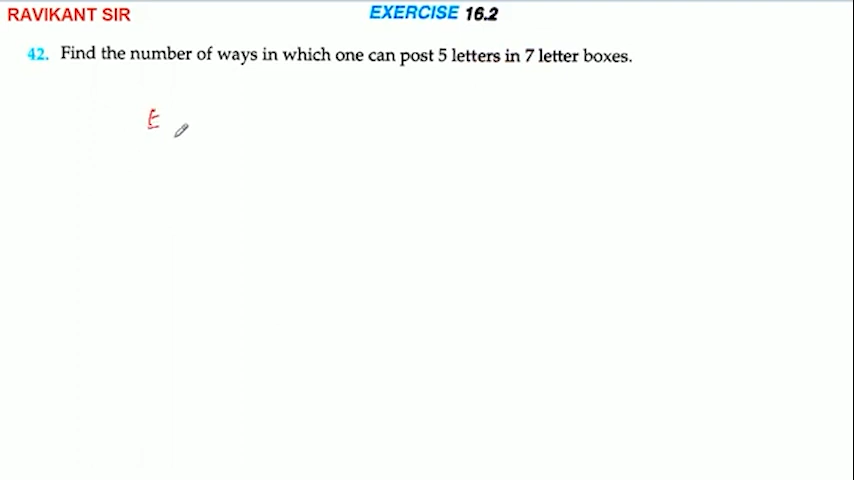 RAVIKANT SIR
EXERCISE 16.2
42. Find the number of ways in which one can post 5 letters in 7 letter boxes.
E